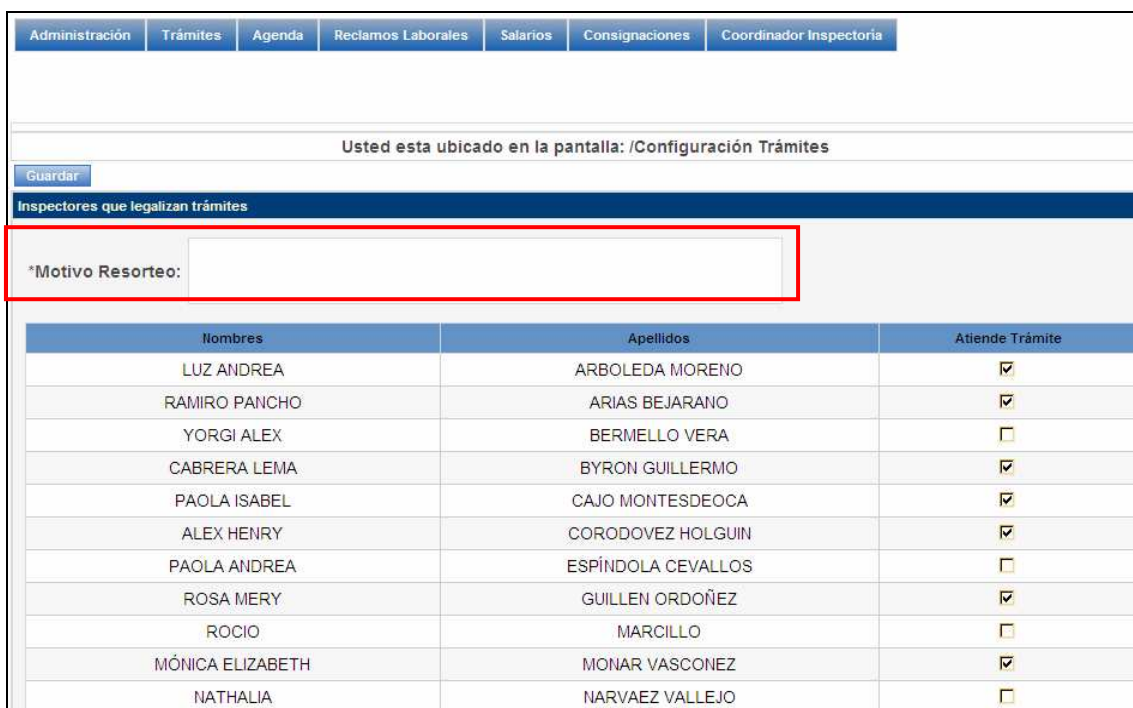 Administración Trámites Agenda Reclamos Laborales Salarios Consignaciones Coordinador Inspectoria
Usted esta ubicado en la pantalla: /Configuración Trámites
Guardar
Inspectores que legalizan trámites
*Motivo Resorteo:
Nombres Apellidos Atiende Trámite
LUZ ANDREA ARBOLEDA MORENO
RAMIRO PANCHO ARIAS BEJARANO
YORGI ALEX BERMELLO VERA
CABRERA LEMA BYRON GUILLERMO
PAOLA ISABEL CAJO MONTESDEOCA
ALEX HENRY CORODOVEZ HOLGUIN
PAOLA ANDREA ESPÍNDOLA CEVALLOS
ROSA MERY GUILLEN ORDOÑEZ
ROCIO MARCILLO
MÓNICA ELIZABETH MONAR VASCONEZ
NATHALIA NARVAEZ VALLEJO